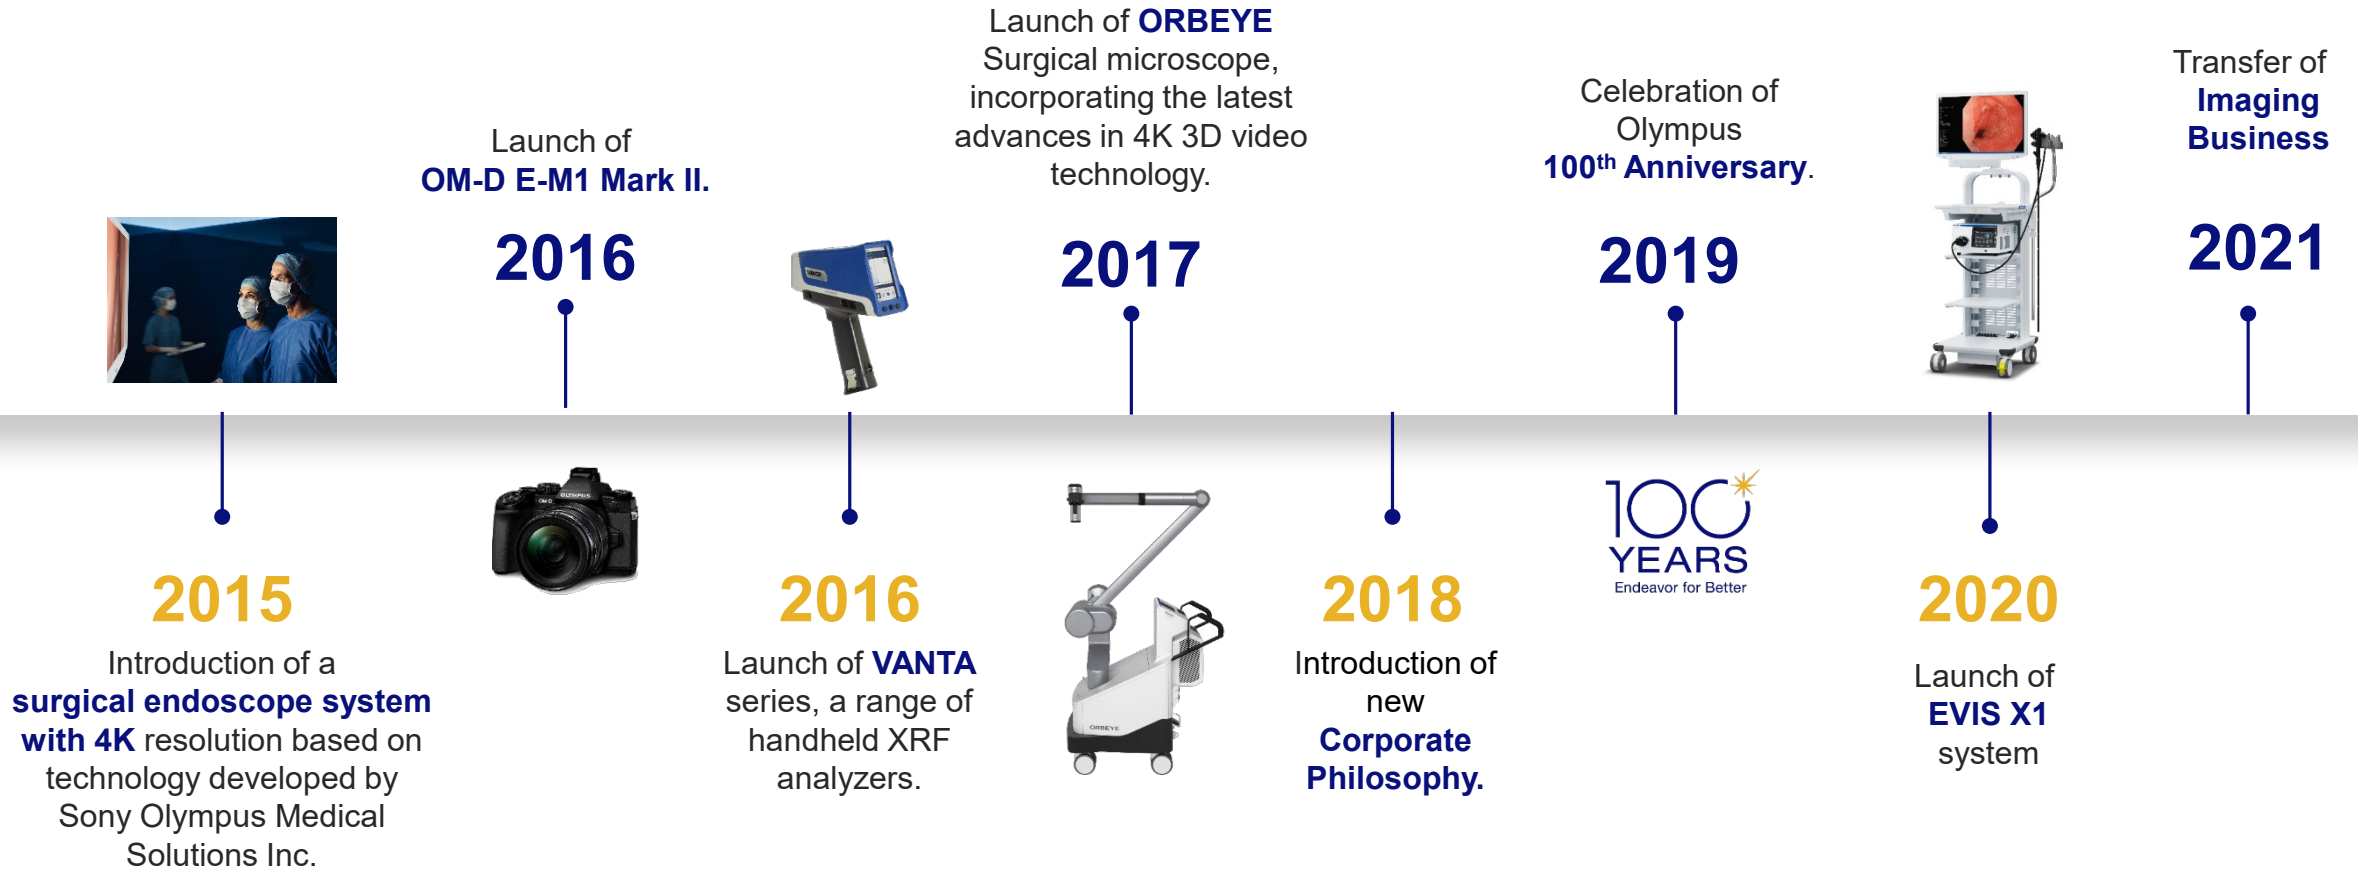 Introduction of a
surgical endoscope system
with 4K resolution based on
technology developed by
Sony Olympus Medical
Solutions Inc.
2015
Launch of
OM-D E-M1 Mark II.
2016
OLYMPUS
OM-D
2016
Launch of VANTA
series, a range of
handheld XRF
analyzers.
VANTA
Launch of ORBEYE
Surgical microscope,
incorporating the latest
advances in 4K 3D video
technology.
2017
ORBEYE
2018
Introduction of
new
Corporate
Philosophy.
Celebration of
Olympus
100th Anniversary.
2019
100
YEARS
Endeavor for Better
2020
Launch of
EVIS X1
system
Transfer of
Imaging
Business
2021